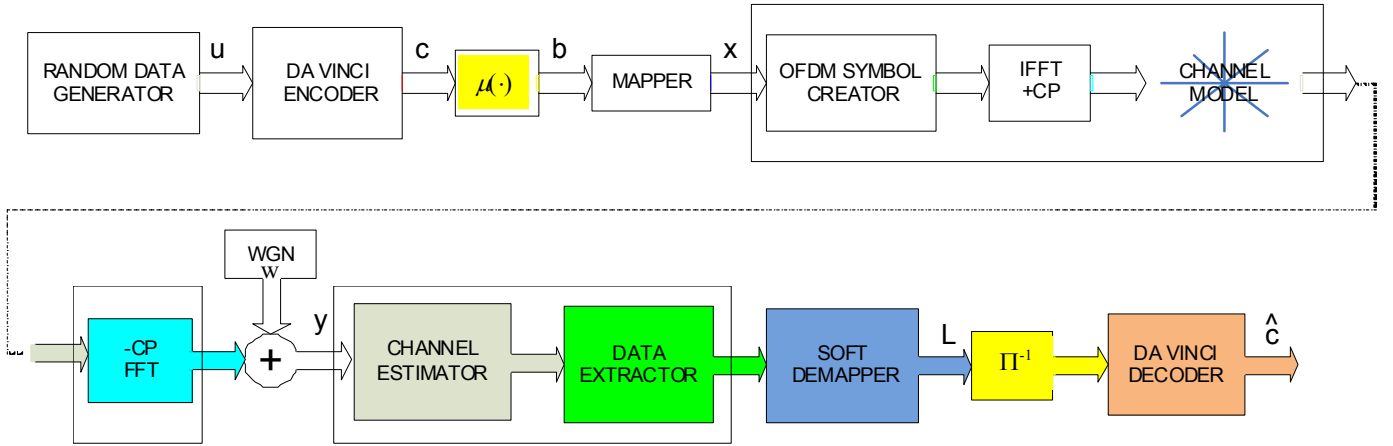 u
c
b
x
RANDOM DATA
GENERATOR
DA VINCI
ENCODER
μ(·)
MAPPER
OFDM SYMBOL
CREATOR
IFFT
+CP
CHANNEL
MODEL
WGN
w
y
L
ĉ
-CP
FFT
+
CHANNEL
ESTIMATOR
DATA
EXTRACTOR
SOFT
DEMAPPER
Π⁻¹
DA VINCI
DECODER